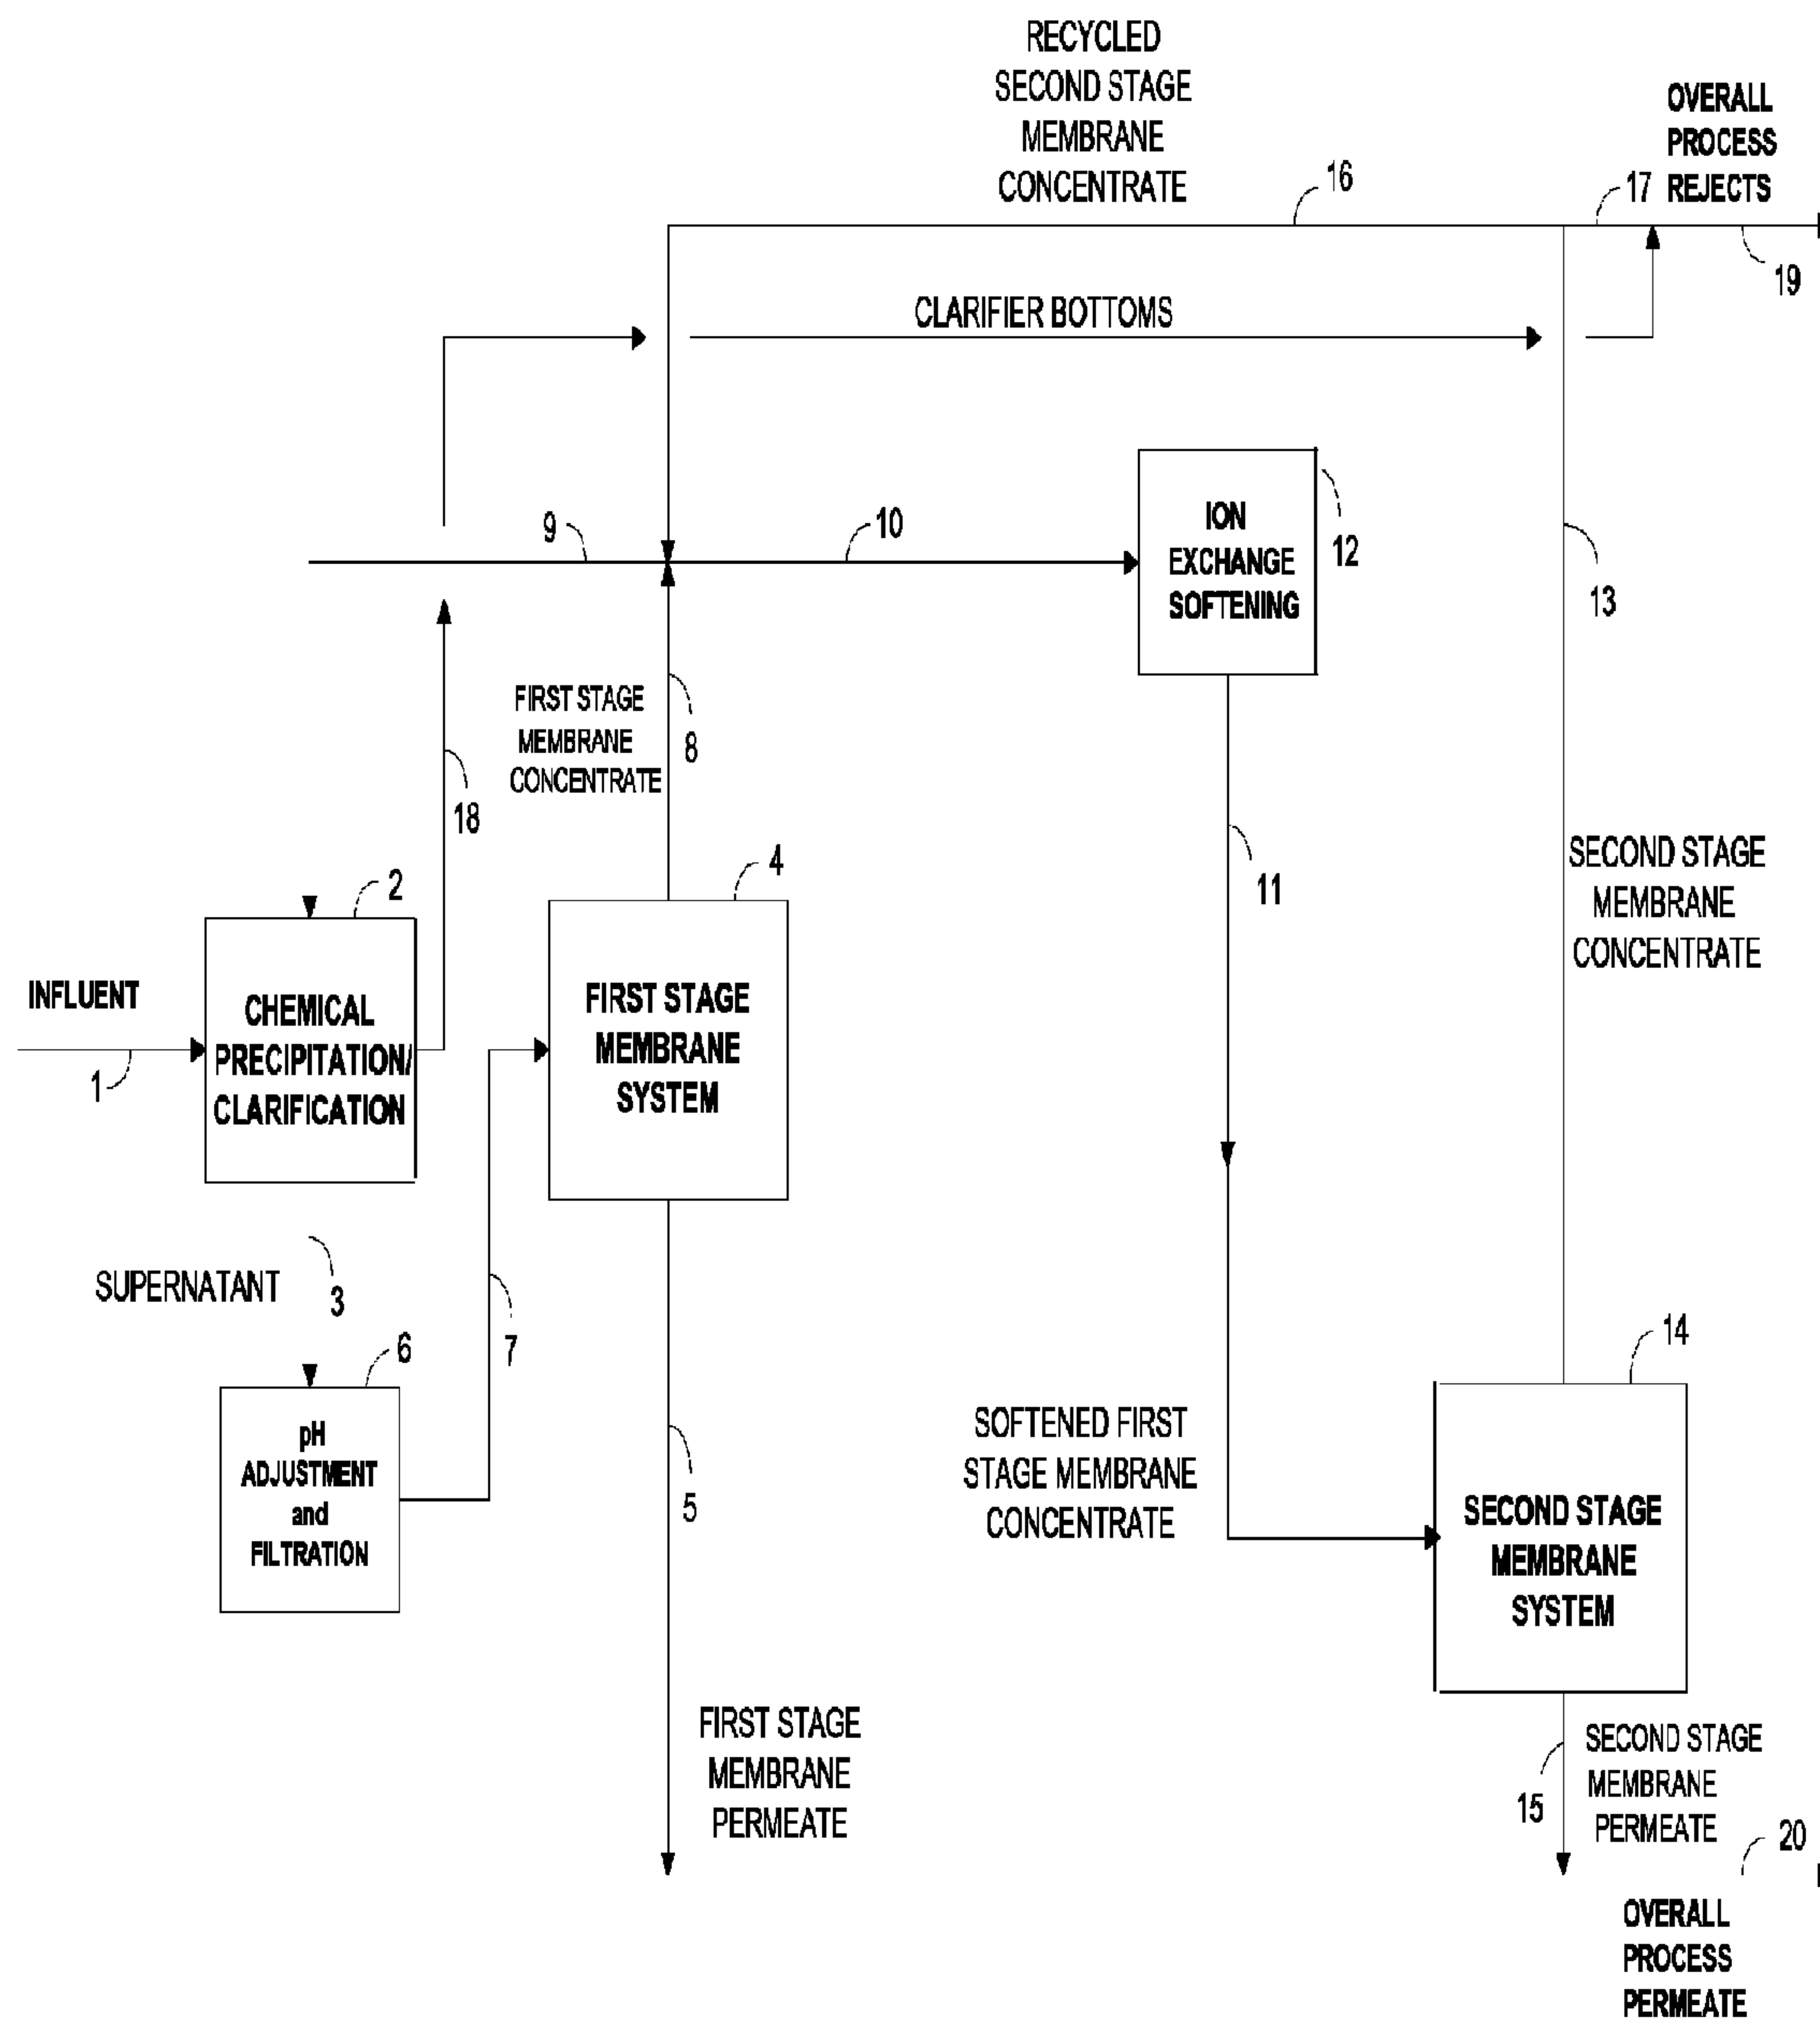 RECYCLED
SECOND STAGE
MEMBRANE
CONCENTRATE
16
17
OVERALL
PROCESS
REJECTS
19
CLARIFIER BOTTOMS
9
10
ION
EXCHANGE
SOFTENING
12
13
FIRST STAGE
MEMBRANE
CONCENTRATE
8
18
11
SECOND STAGE
MEMBRANE
CONCENTRATE
2
4
INFLUENT
1
CHEMICAL
PRECIPITATION/
CLARIFICATION
FIRST STAGE
MEMBRANE
SYSTEM
SUPERNATANT
3
7
6
pH
ADJUSTMENT
and
FILTRATION
5
SOFTENED FIRST
STAGE MEMBRANE
CONCENTRATE
14
SECOND STAGE
MEMBRANE
SYSTEM
FIRST STAGE
MEMBRANE
PERMEATE
15
SECOND STAGE
MEMBRANE
PERMEATE
20
OVERALL
PROCESS
PERMEATE